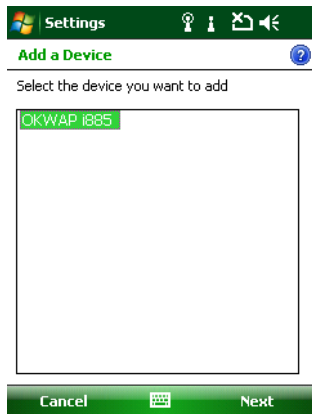 Settings
Add a Device
Select the device you want to add
OKWAP i885
Cancel Next